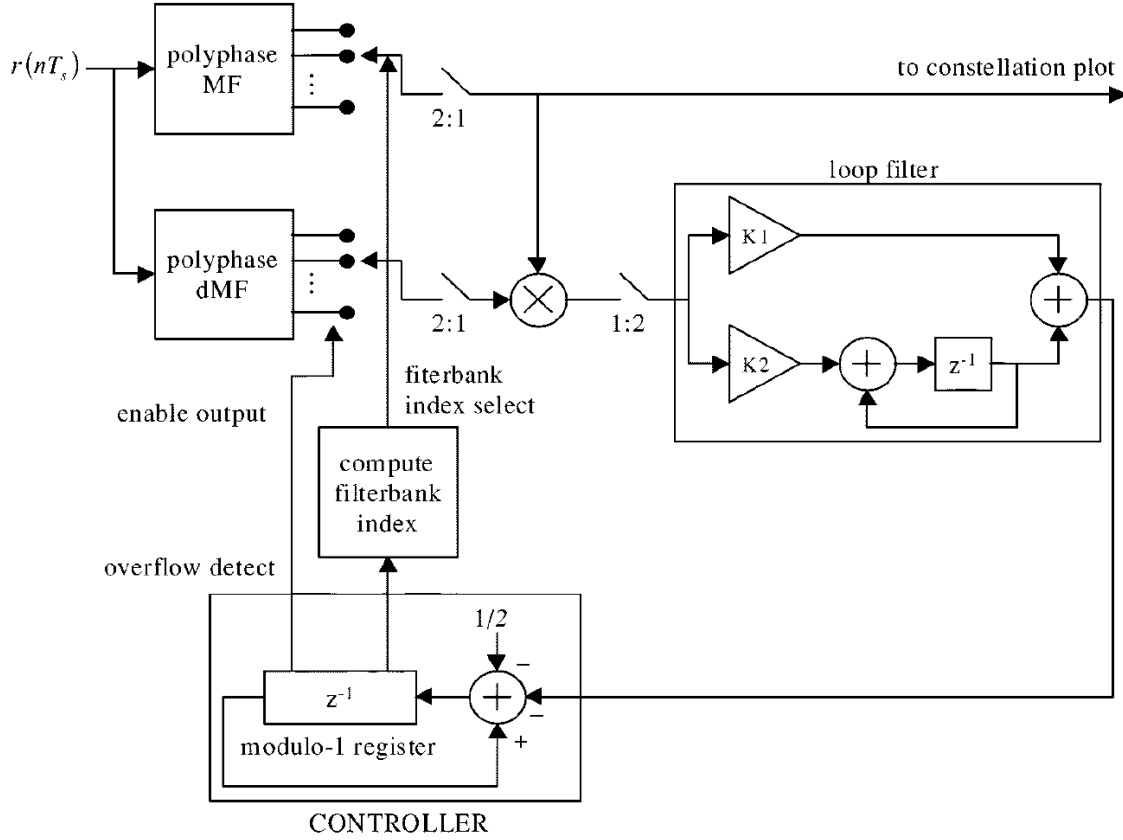 r(nT_s)
polyphase
MF
⋮
2:1
to constellation plot
polyphase
dMF
⋮
2:1
1:2
loop filter
K1
K2
z⁻¹
enable output
fiterbank
index select
compute
filterbank
index
overflow detect
1/2
−
−
+
z⁻¹
modulo-1 register
CONTROLLER